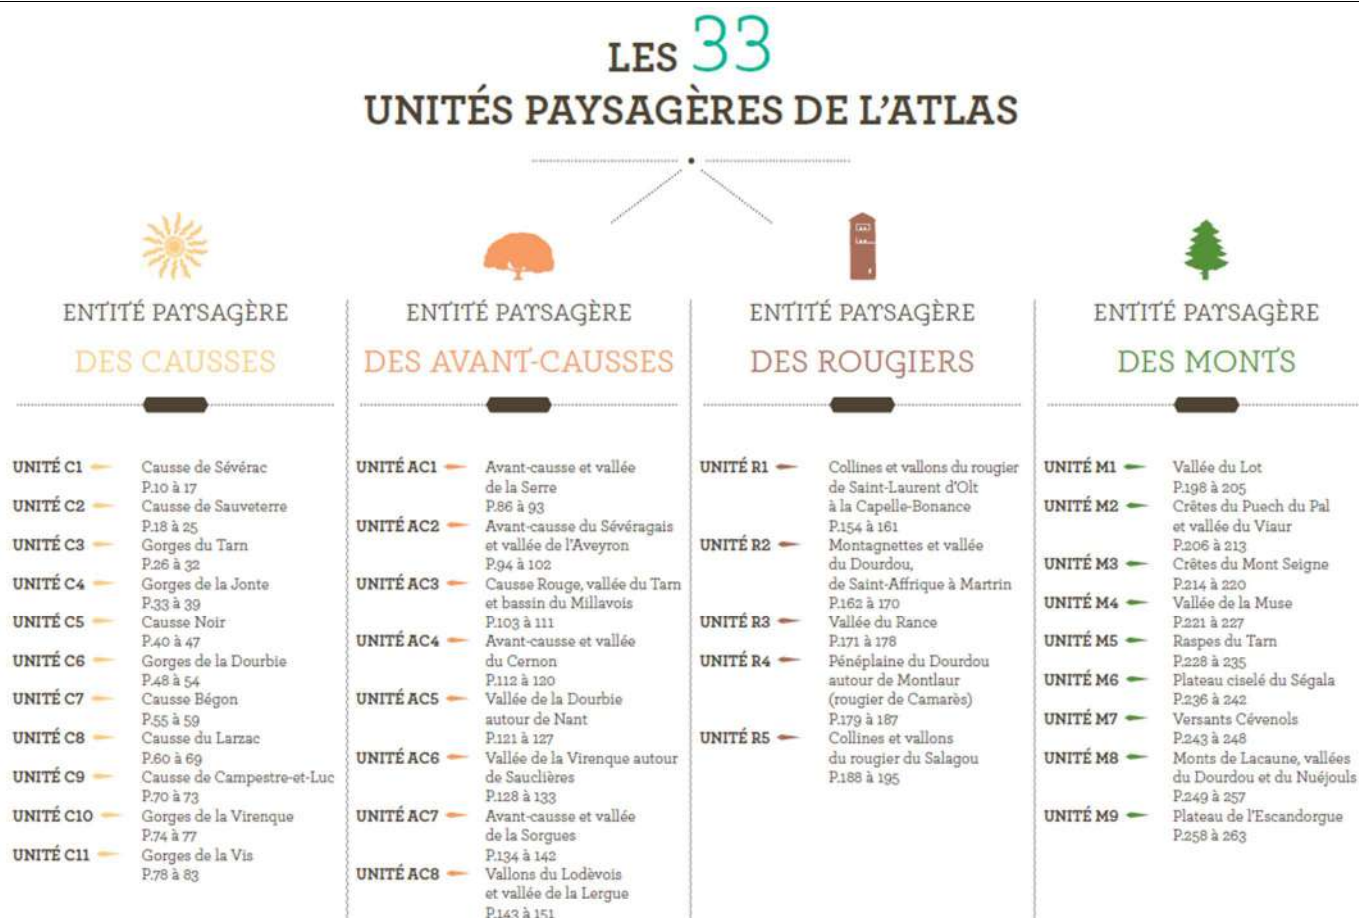 LES 33
UNITÉS PAYSAGÈRES DE L'ATLAS
ENTITÉ PAYSAGÈRE
DES CAUSSES
UNITÉ C1 Causse de Sévérac
P.10 à 17
UNITÉ C2 Causse de Sauveterre
P.18 à 25
UNITÉ C3 Gorges du Tarn
P.26 à 32
UNITÉ C4 Gorges de la Jonte
P.33 à 39
UNITÉ C5 Causse Noir
P.40 à 47
UNITÉ C6 Gorges de la Dourbie
P.48 à 54
UNITÉ C7 Causse Bégon
P.55 à 59
UNITÉ C8 Causse du Larzac
P.60 à 69
UNITÉ C9 Causse de Campestre-et-Luc
P.70 à 73
UNITÉ C10 Gorges de la Virenque
P.74 à 77
UNITÉ C11 Gorges de la Vis
P.78 à 83
ENTITÉ PAYSAGÈRE
DES AVANT-CAUSSES
UNITÉ AC1 Avant-causse et vallée
de la Serre
P.86 à 93
UNITÉ AC2 Avant-causse du Sévéragais
et vallée de l'Aveyron
P.94 à 102
UNITÉ AC3 Causse Rouge, vallée du Tarn
et bassin du Millavois
P.103 à 111
UNITÉ AC4 Avant-causse et vallée
du Cernon
P.112 à 120
UNITÉ AC5 Vallée de la Dourbie
autour de Nant
P.121 à 127
UNITÉ AC6 Vallée de la Virenque autour
de Sauclières
P.128 à 133
UNITÉ AC7 Avant-causse et vallée
de la Sorgues
P.134 à 142
UNITÉ AC8 Vallons du Lodèvois
et vallée de la Lergue
P.143 à 151
ENTITÉ PAYSAGÈRE
DES ROUGIERS
UNITÉ R1 Collines et vallons du rougier
de Saint-Laurent d'Olt
à la Capelle-Bonance
P.154 à 161
UNITÉ R2 Montagnettes et vallée
du Dourdou,
de Saint-Affrique à Martrin
P.162 à 170
UNITÉ R3 Vallée du Rance
P.171 à 178
UNITÉ R4 Pénéplaine du Dourdou
autour de Montlaur
(rougier de Camarès)
P.179 à 187
UNITÉ R5 Collines et vallons
du rougier du Salagou
P.188 à 195
ENTITÉ PAYSAGÈRE
DES MONTS
UNITÉ M1 Vallée du Lot
P.198 à 205
UNITÉ M2 Crêtes du Puech du Pal
et vallée du Viaur
P.206 à 213
UNITÉ M3 Crêtes du Mont Seigne
P.214 à 220
UNITÉ M4 Vallée de la Muse
P.221 à 227
UNITÉ M5 Raspes du Tarn
P.228 à 235
UNITÉ M6 Plateau ciselé du Ségala
P.236 à 242
UNITÉ M7 Versants Cévenols
P.243 à 248
UNITÉ M8 Monts de Lacaune, vallées
du Dourdou et du Nuéjouls
P.249 à 257
UNITÉ M9 Plateau de l'Escandorgue
P.258 à 263